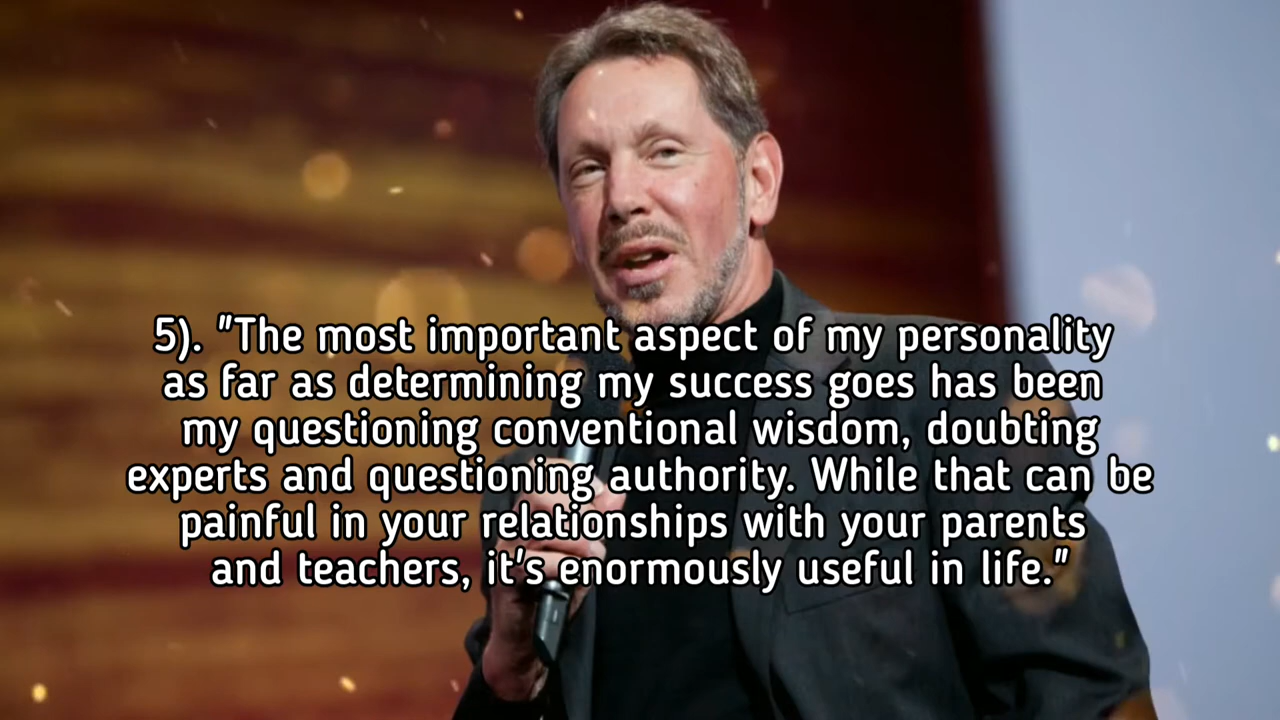 5). "The most important aspect of my personality
as far as determining my success goes has been
my questioning conventional wisdom, doubting
experts and questioning authority. While that can be
painful in your relationships with your parents
and teachers, it's enormously useful in life."